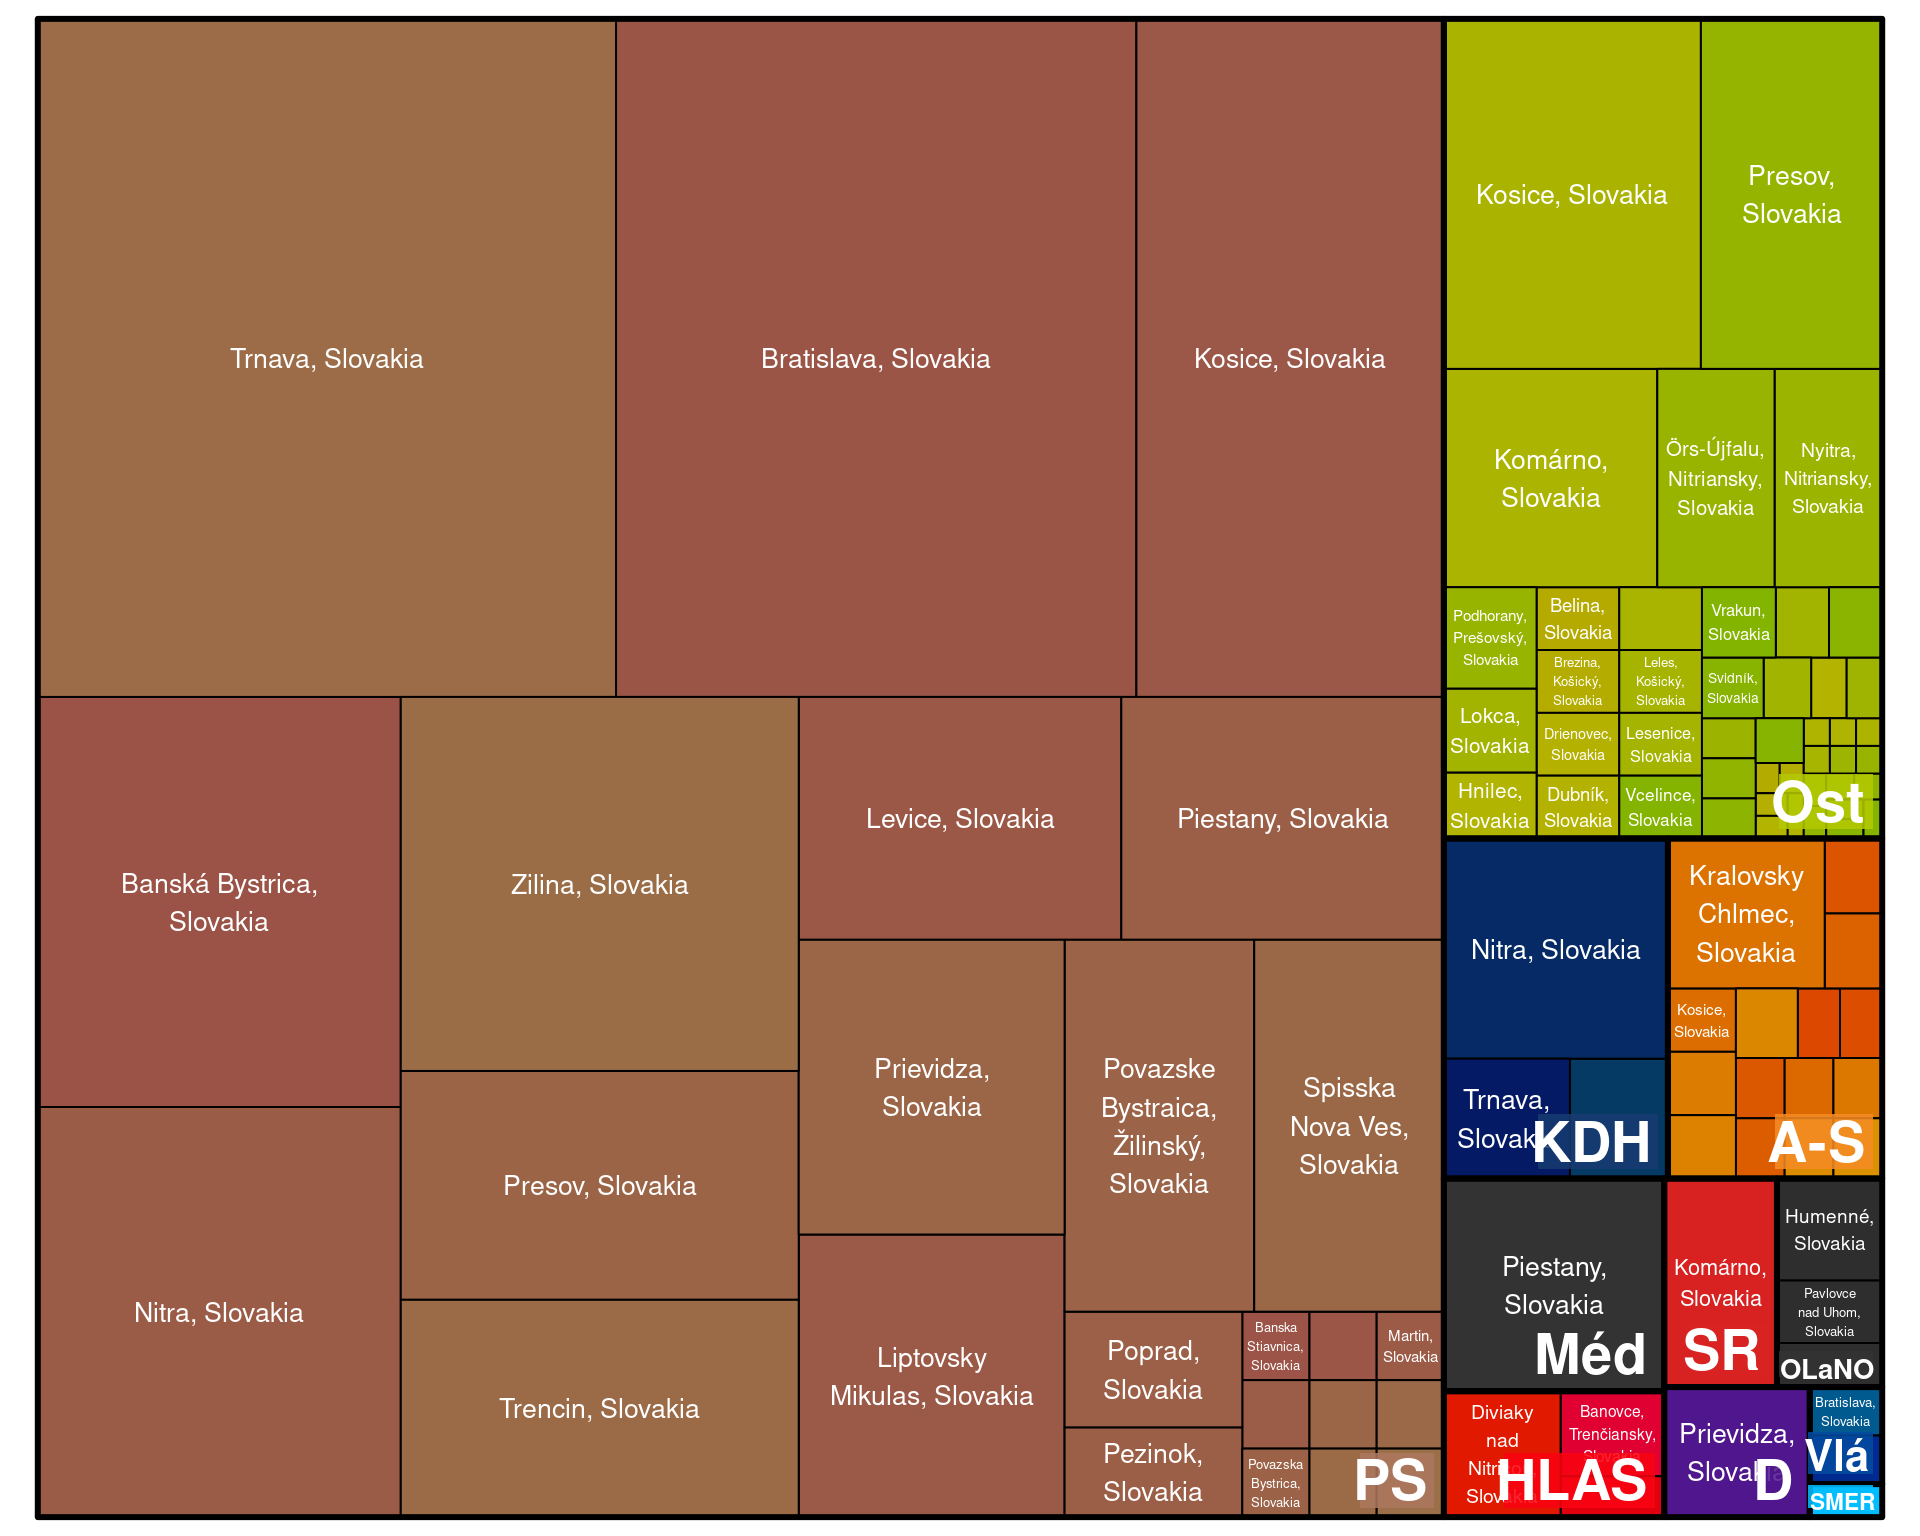 Trnava, Slovakia
Bratislava, Slovakia
Kosice, Slovakia
Banská Bystrica,
Slovakia
Nitra, Slovakia
Zilina, Slovakia
Presov, Slovakia
Trencin, Slovakia
Levice, Slovakia
Piestany, Slovakia
Prievidza,
Slovakia
Liptovsky
Mikulas, Slovakia
Povazske
Bystraica,
Žilinský,
Slovakia
Spisska
Nova Ves,
Slovakia
Poprad,
Slovakia
Pezinok,
Slovakia
Banska
Stiavnica,
Slovakia
Martin,
Slovakia
Povazska
Bystrica,
Slovakia
PS
Kosice, Slovakia
Presov,
Slovakia
Komárno,
Slovakia
Örs-Újfalu,
Nitriansky,
Slovakia
Nyitra,
Nitriansky,
Slovakia
Podhorany,
Prešovský,
Slovakia
Lokca,
Slovakia
Hnilec,
Slovakia
Belina,
Slovakia
Brezina,
Košický,
Slovakia
Drienovec,
Slovakia
Dubník,
Slovakia
Leles,
Košický,
Slovakia
Lesenice,
Slovakia
Vcelince,
Slovakia
Vrakun,
Slovakia
Svidník,
Slovakia
Ost
Nitra, Slovakia
Trnava,
Slovakia
KDH
Kralovsky
Chlmec,
Slovakia
Kosice,
Slovakia
A-S
Piestany,
Slovakia
Méd
Komárno,
Slovakia
SR
Humenné,
Slovakia
Pavlovce
nad Uhom,
Slovakia
OLaNO
Diviaky
nad
Slovakia
Banovce,
Trenčiansky,
Slovakia
HLAS
Prievidza,
Slovakia
D
Bratislava,
Slovakia
Vlá
SMER